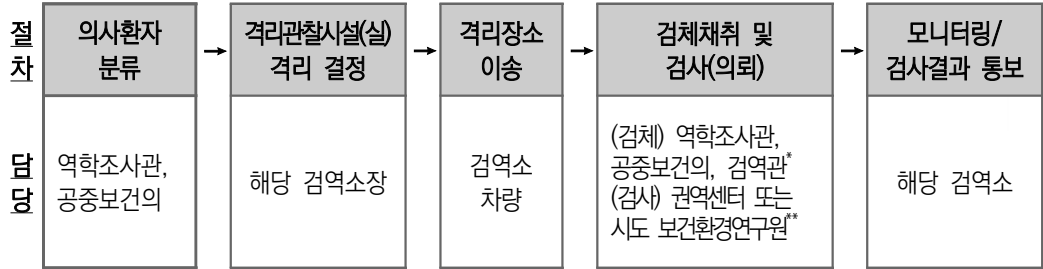 절차
의사환자
분류
격리관찰시설(실)
격리 결정
격리장소
이송
검체채취 및
검사(의뢰)
모니터링/
검사결과 통보
담당
역학조사관,
공중보건의
해당 검역소장
검역소
차량
(검체) 역학조사관,
공중보건의, 검역관*
(검사) 권역센터 또는
시도 보건환경연구원**
해당 검역소